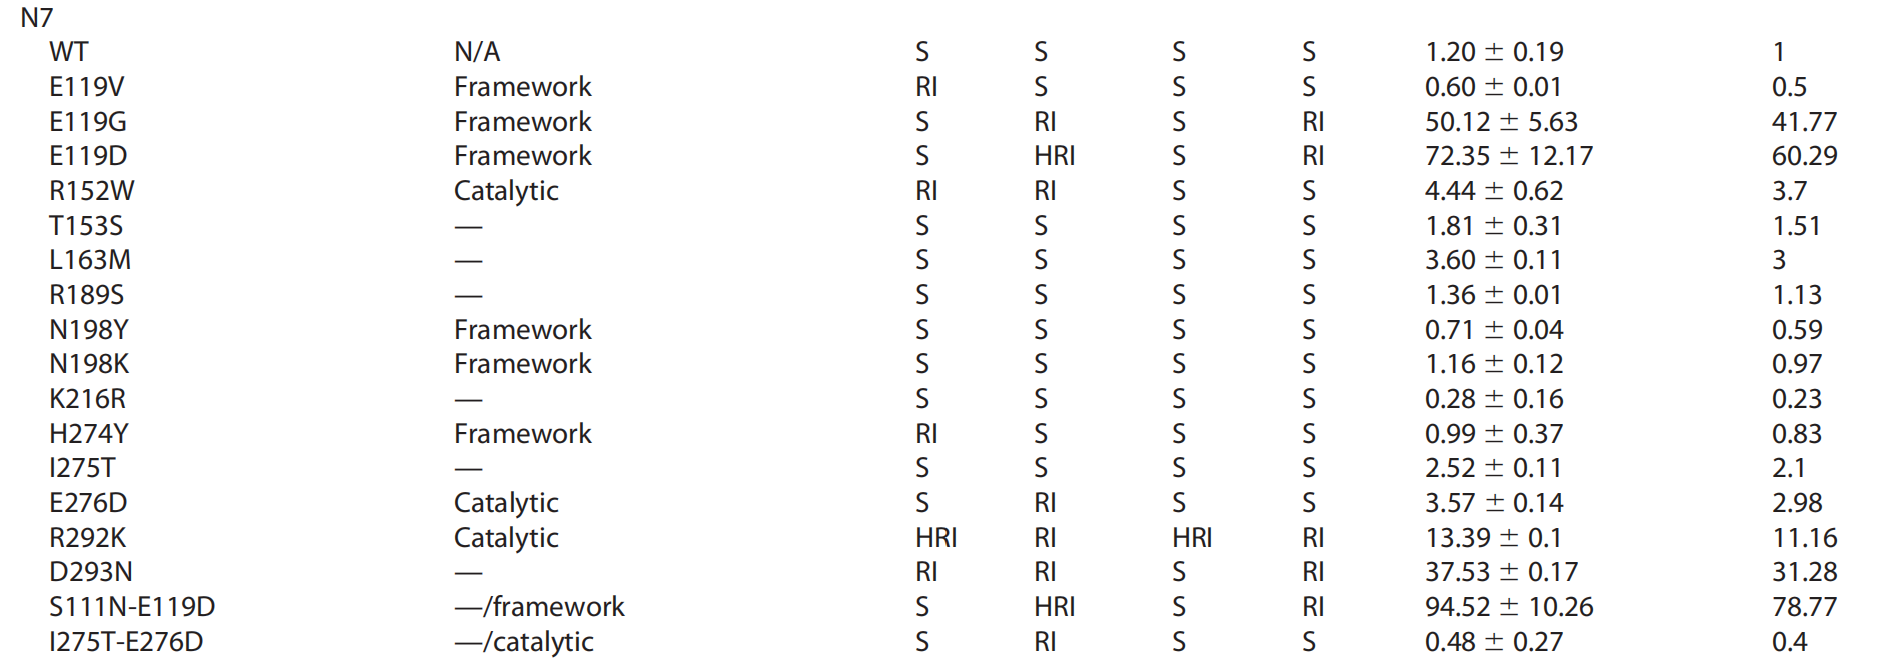 N7
WT N/A S S S S 1.20 ± 0.19 1
E119V Framework RI S S S 0.60 ± 0.01 0.5
E119G Framework S RI S RI 50.12 ± 5.63 41.77
E119D Framework S HRI S RI 72.35 ± 12.17 60.29
R152W Catalytic RI RI S S 4.44 ± 0.62 3.7
T153S — S S S S 1.81 ± 0.31 1.51
L163M — S S S S 3.60 ± 0.11 3
R189S — S S S S 1.36 ± 0.01 1.13
N198Y Framework S S S S 0.71 ± 0.04 0.59
N198K Framework S S S S 1.16 ± 0.12 0.97
K216R — S S S S 0.28 ± 0.16 0.23
H274Y Framework RI S S S 0.99 ± 0.37 0.83
I275T — S S S S 2.52 ± 0.11 2.1
E276D Catalytic S RI S S 3.57 ± 0.14 2.98
R292K Catalytic HRI RI HRI RI 13.39 ± 0.1 11.16
D293N — RI RI S RI 37.53 ± 0.17 31.28
S111N-E119D —/framework S HRI S RI 94.52 ± 10.26 78.77
I275T-E276D —/catalytic S RI S S 0.48 ± 0.27 0.4